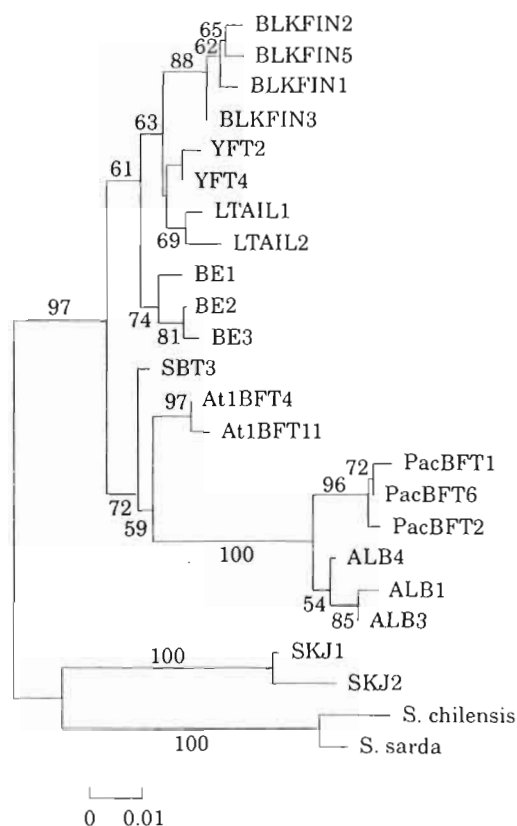 65
BLKFIN2
62
BLKFIN5
88
BLKFIN1
63
BLKFIN3
YFT2
61
YFT4
LTAIL1
69
LTAIL2
BE1
97
BE2
74
81
BE3
SBT3
97
At1BFT4
At1BFT11
72
PacBFT1
96
PacBFT6
72
59
PacBFT2
100
ALB4
54
ALB1
85
ALB3
100
SKJ1
SKJ2
S. chilensis
100
S. sarda
0 0.01